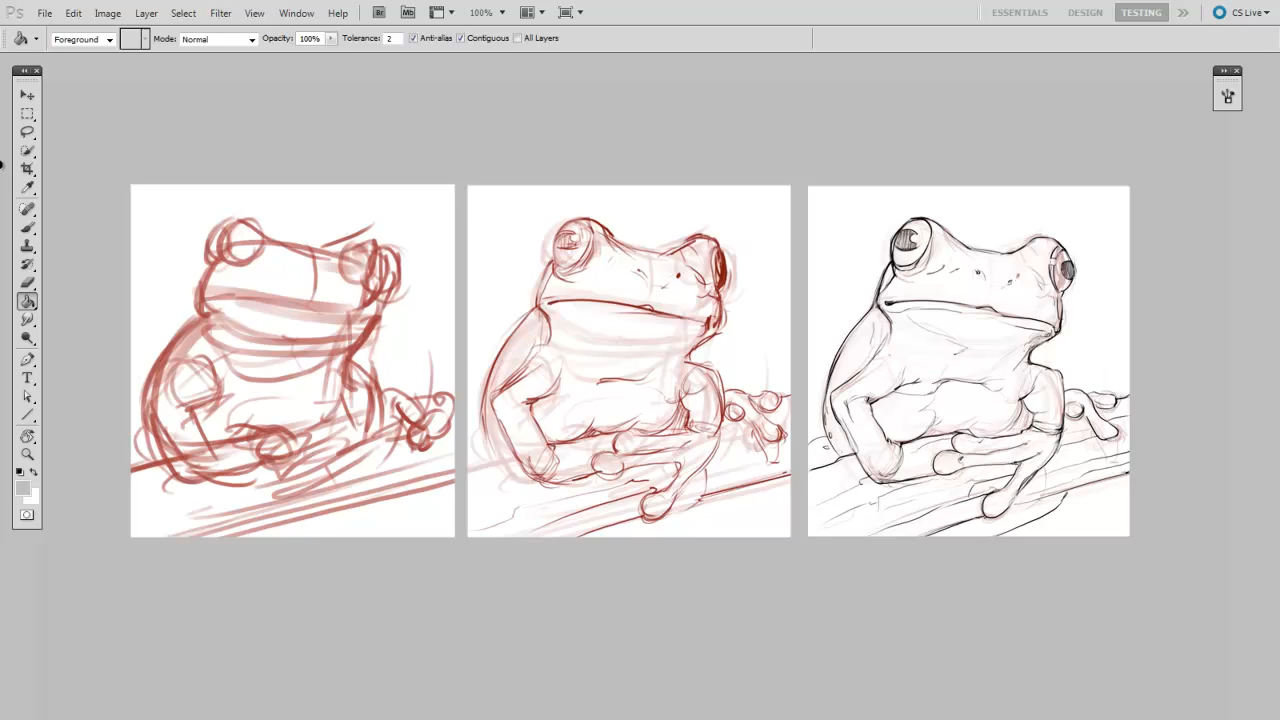 Ps File Edit Image Layer Select Filter View Window Help Br Mb 100% ESSENTIALS DESIGN TESTING CS Live
Foreground Mode: Normal Opacity: 100% Tolerance: 2 Anti-alias Contiguous All Layers
T